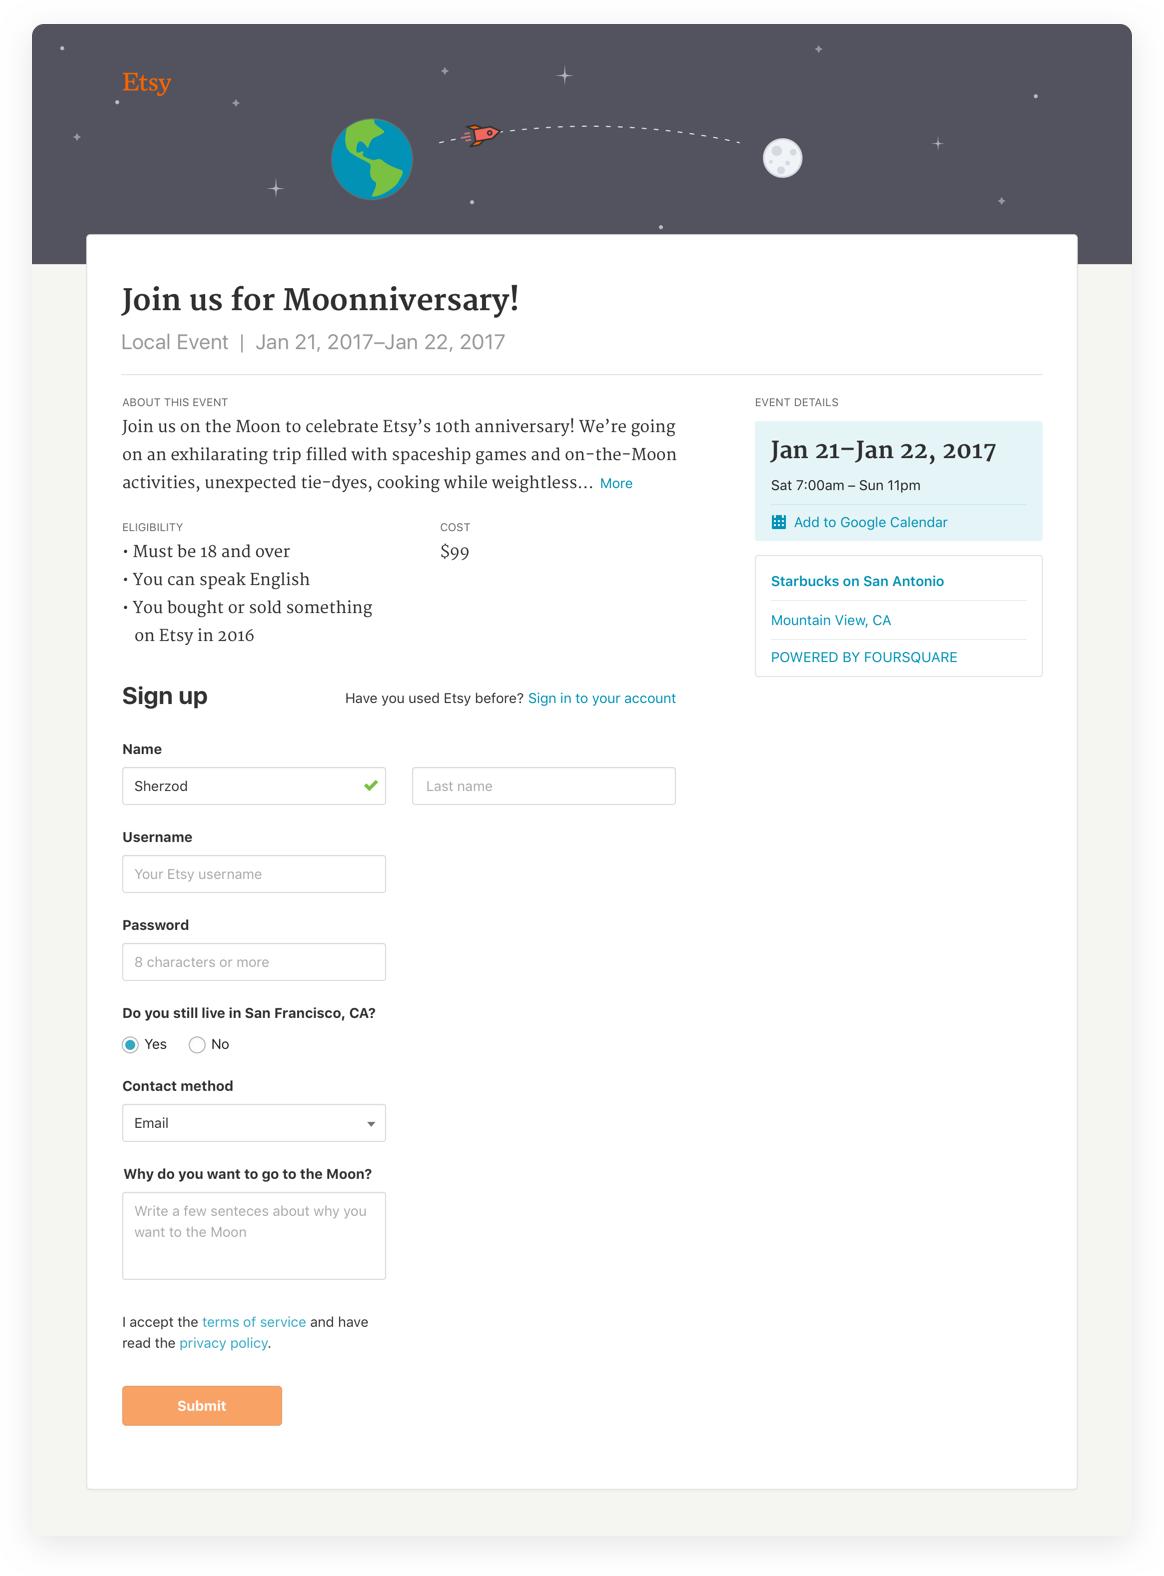 Etsy
Join us for Moonniversary!
Local Event | Jan 21, 2017–Jan 22, 2017
ABOUT THIS EVENT
Join us on the Moon to celebrate Etsy’s 10th anniversary! We’re going
on an exhilarating trip filled with spaceship games and on-the-Moon
activities, unexpected tie-dyes, cooking while weightless... More
ELIGIBILITY
• Must be 18 and over
• You can speak English
• You bought or sold something
on Etsy in 2016
COST
$99
EVENT DETAILS
Jan 21–Jan 22, 2017
Sat 7:00am – Sun 11pm
Add to Google Calendar
Starbucks on San Antonio
Mountain View, CA
POWERED BY FOURSQUARE
Sign up
Have you used Etsy before? Sign in to your account
Name
Sherzod
Last name
Username
Your Etsy username
Password
8 characters or more
Do you still live in San Francisco, CA?
Yes No
Contact method
Email
Why do you want to go to the Moon?
Write a few senteces about why you
want to the Moon
I accept the terms of service and have
read the privacy policy.
Submit